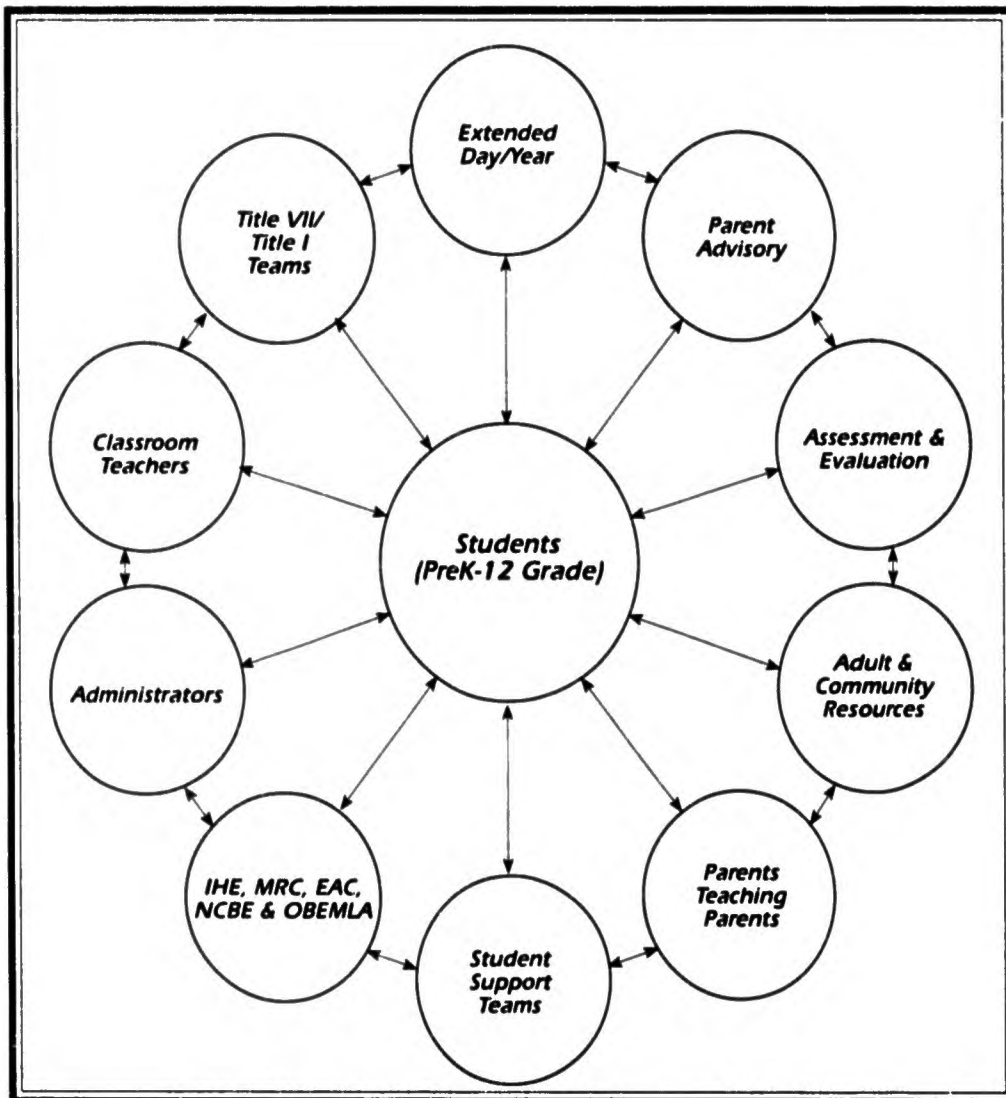 Extended
Day/Year
Title VII/
Title I
Teams
Parent
Advisory
Classroom
Teachers
Assessment &
Evaluation
Students
(PreK-12 Grade)
Administrators
Adult &
Community
Resources
IHE, MRC, EAC,
NCBE & OBEMLA
Parents
Teaching
Parents
Student
Support
Teams